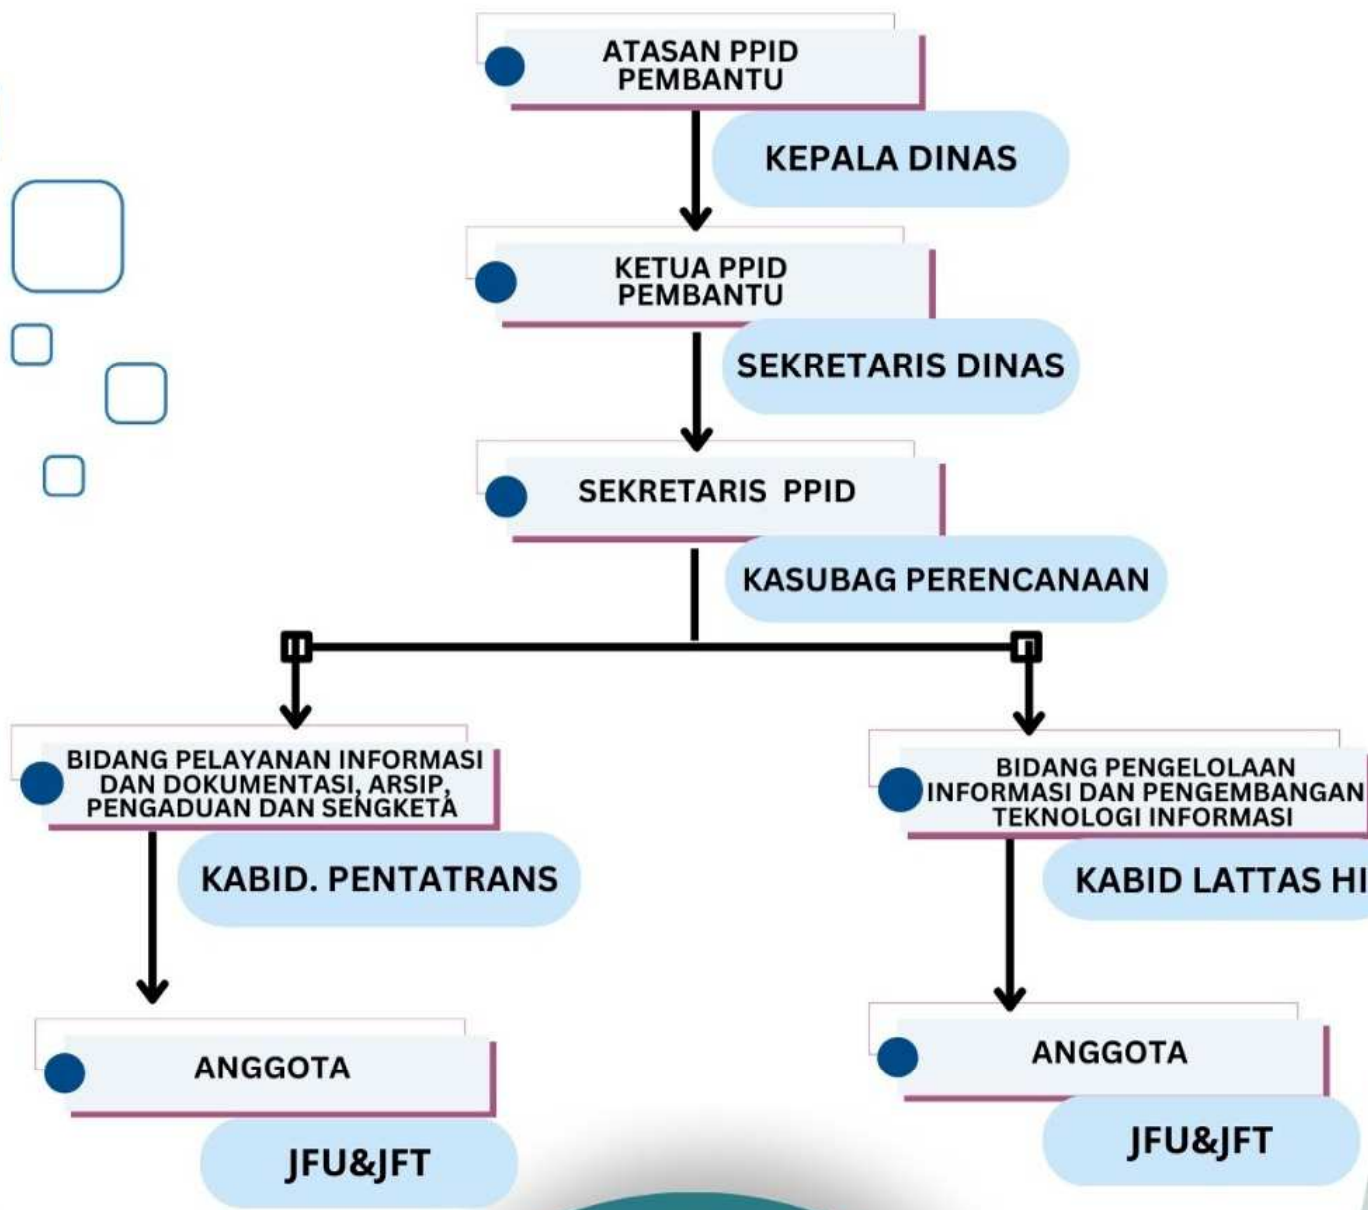 ATASAN PPID
PEMBANTU
KEPALA DINAS
KETUA PPID
PEMBANTU
SEKRETARIS DINAS
SEKRETARIS PPID
KASUBAG PERENCANAAN
BIDANG PELAYANAN INFORMASI
DAN DOKUMENTASI, ARSIP,
PENGADUAN DAN SENGKETA
KABID. PENTATRANS
BIDANG PENGELOLAAN
INFORMASI DAN PENGEMBANGAN
TEKNOLOGI INFORMASI
KABID LATTAS HI
ANGGOTA
JFU&JFT
ANGGOTA
JFU&JFT